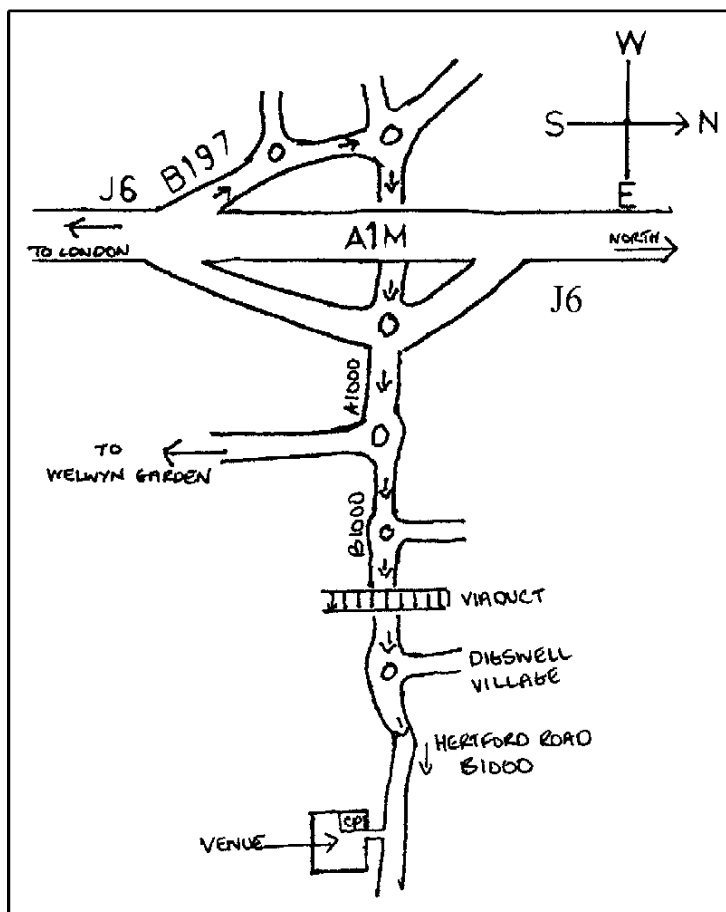 W
S N
E
B197
J6
TO LONDON
A1M
NORTH
J6
A1000
TO
WELWYN GARDEN
B1000
VIADUCT
DIGSWELL
VILLAGE
HERTFORD ROAD
B1000
CP
VENUE